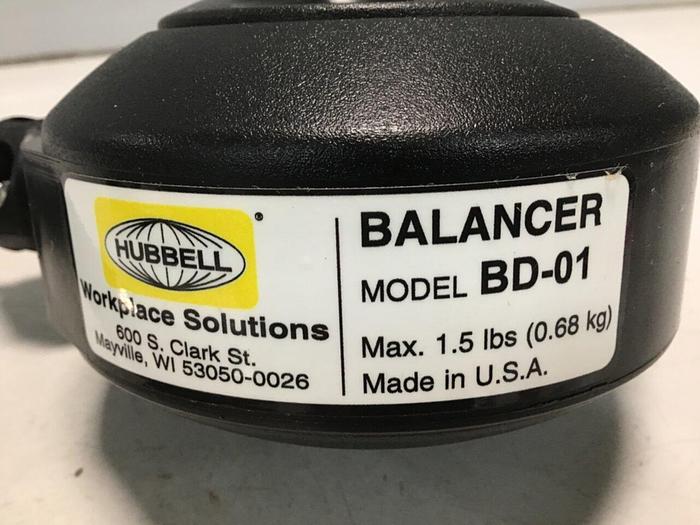 HUBBELL
®
Workplace Solutions
600 S. Clark St.
Mayville, WI 53050-0026
BALANCER
MODEL BD-01
Max. 1.5 lbs (0.68 kg)
Made in U.S.A.